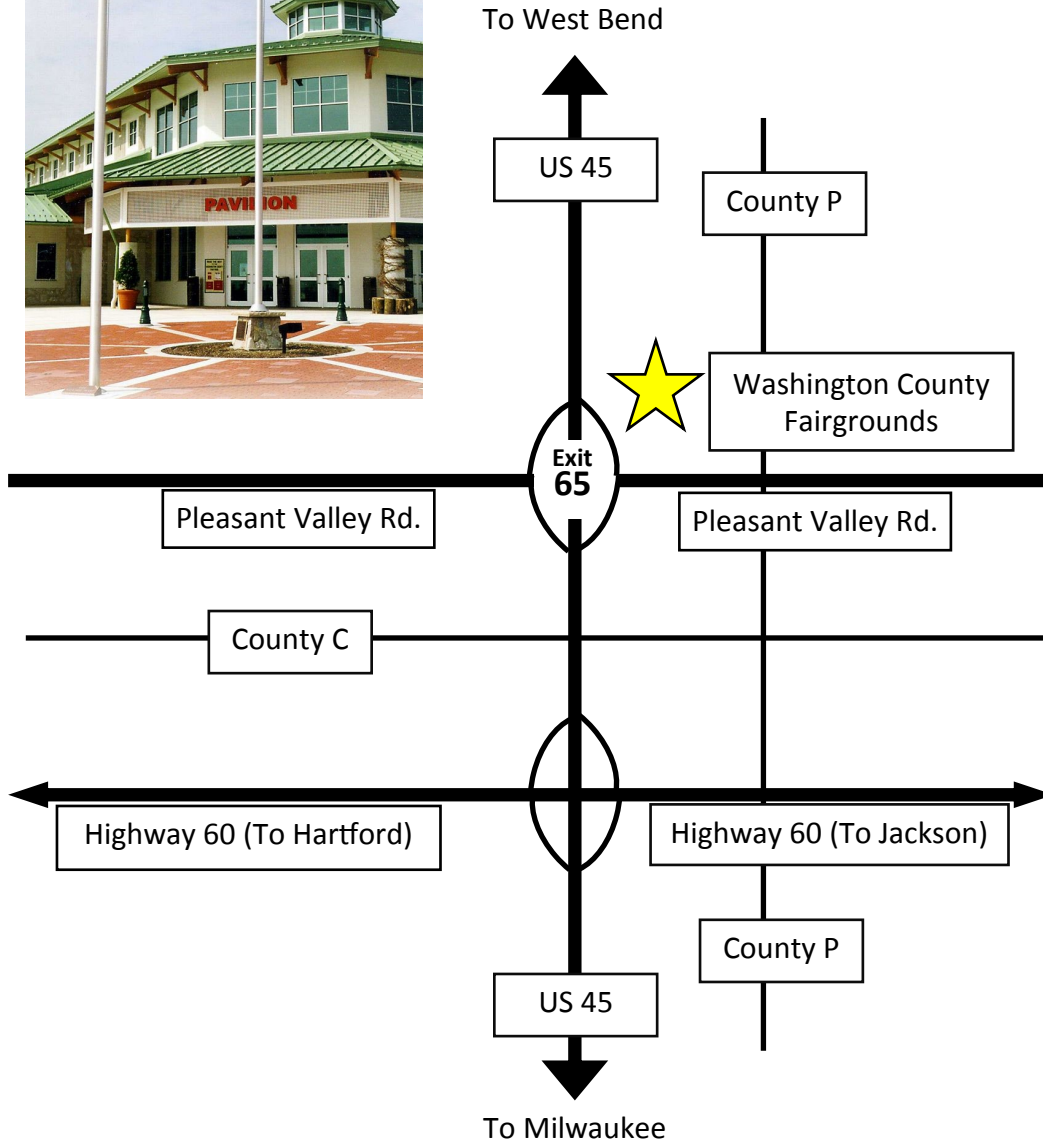 To West Bend
PAVILION
US 45
County P
Washington County
Fairgrounds
Exit
65
Pleasant Valley Rd.
Pleasant Valley Rd.
County C
Highway 60 (To Hartford)
Highway 60 (To Jackson)
County P
US 45
To Milwaukee